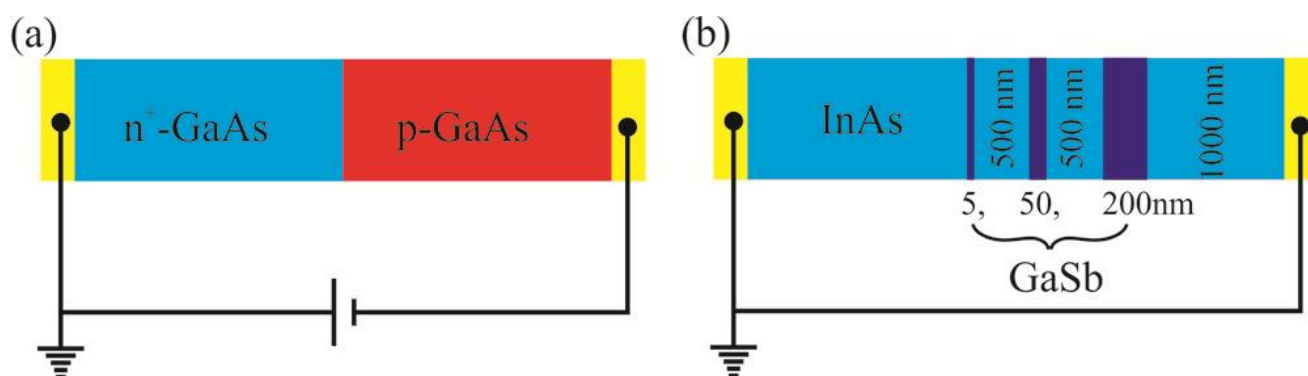 (a)
n⁺-GaAs
p-GaAs
(b)
InAs
500 nm
500 nm
1000 nm
5, 50, 200nm
GaSb